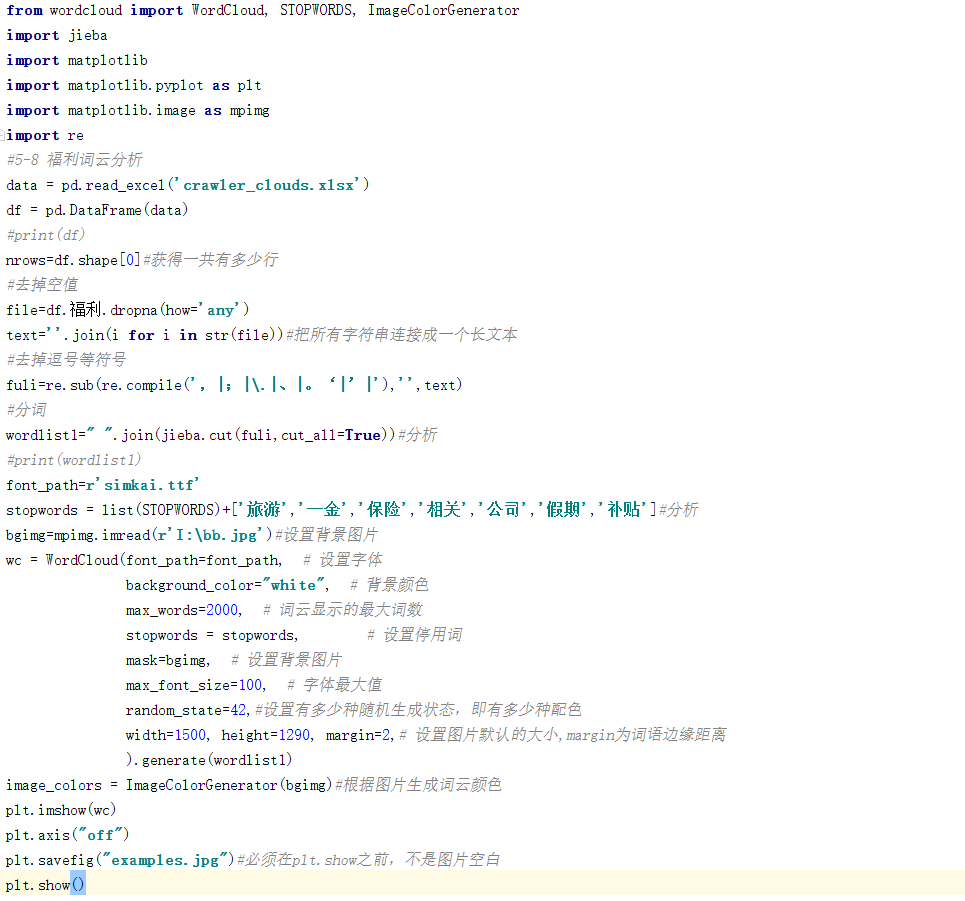 from wordcloud import WordCloud, STOPWORDS, ImageColorGenerator
import jieba
import matplotlib
import matplotlib.pyplot as plt
import matplotlib.image as mpimg
import re
#5-8 福利词云分析
data = pd.read_excel('crawler_clouds.xlsx')
df = pd.DataFrame(data)
#print(df)
nrows=df.shape[0]#获得一共有多少行
#去掉空值
file=df.福利.dropna(how='any')
text=''.join(i for i in str(file))#把所有字符串连接成一个长文本
#去掉逗号等符号
fuli=re.sub(re.compile(', |；|\.|、|。‘|’|'),'',text)
#分词
wordlist1=" ".join(jieba.cut(fuli,cut_all=True))#分析
#print(wordlist1)
font_path=r'simkai.ttf'
stopwords = list(STOPWORDS)+['旅游','一金','保险','相关','公司','假期','补贴']#分析
bgimg=mpimg.imread(r'I:\bb.jpg')#设置背景图片
wc = WordCloud(font_path=font_path,  # 设置字体
               background_color="white",  # 背景颜色
               max_words=2000,  # 词云显示的最大词数
               stopwords = stopwords,        # 设置停用词
               mask=bgimg,  # 设置背景图片
               max_font_size=100,  # 字体最大值
               random_state=42,#设置有多少种随机生成状态，即有多少种配色
               width=1500, height=1290, margin=2,# 设置图片默认的大小,margin为词语边缘距离
               ).generate(wordlist1)
image_colors = ImageColorGenerator(bgimg)#根据图片生成词云颜色
plt.imshow(wc)
plt.axis("off")
plt.savefig("examples.jpg")#必须在plt.show之前，不是图片空白
plt.show()